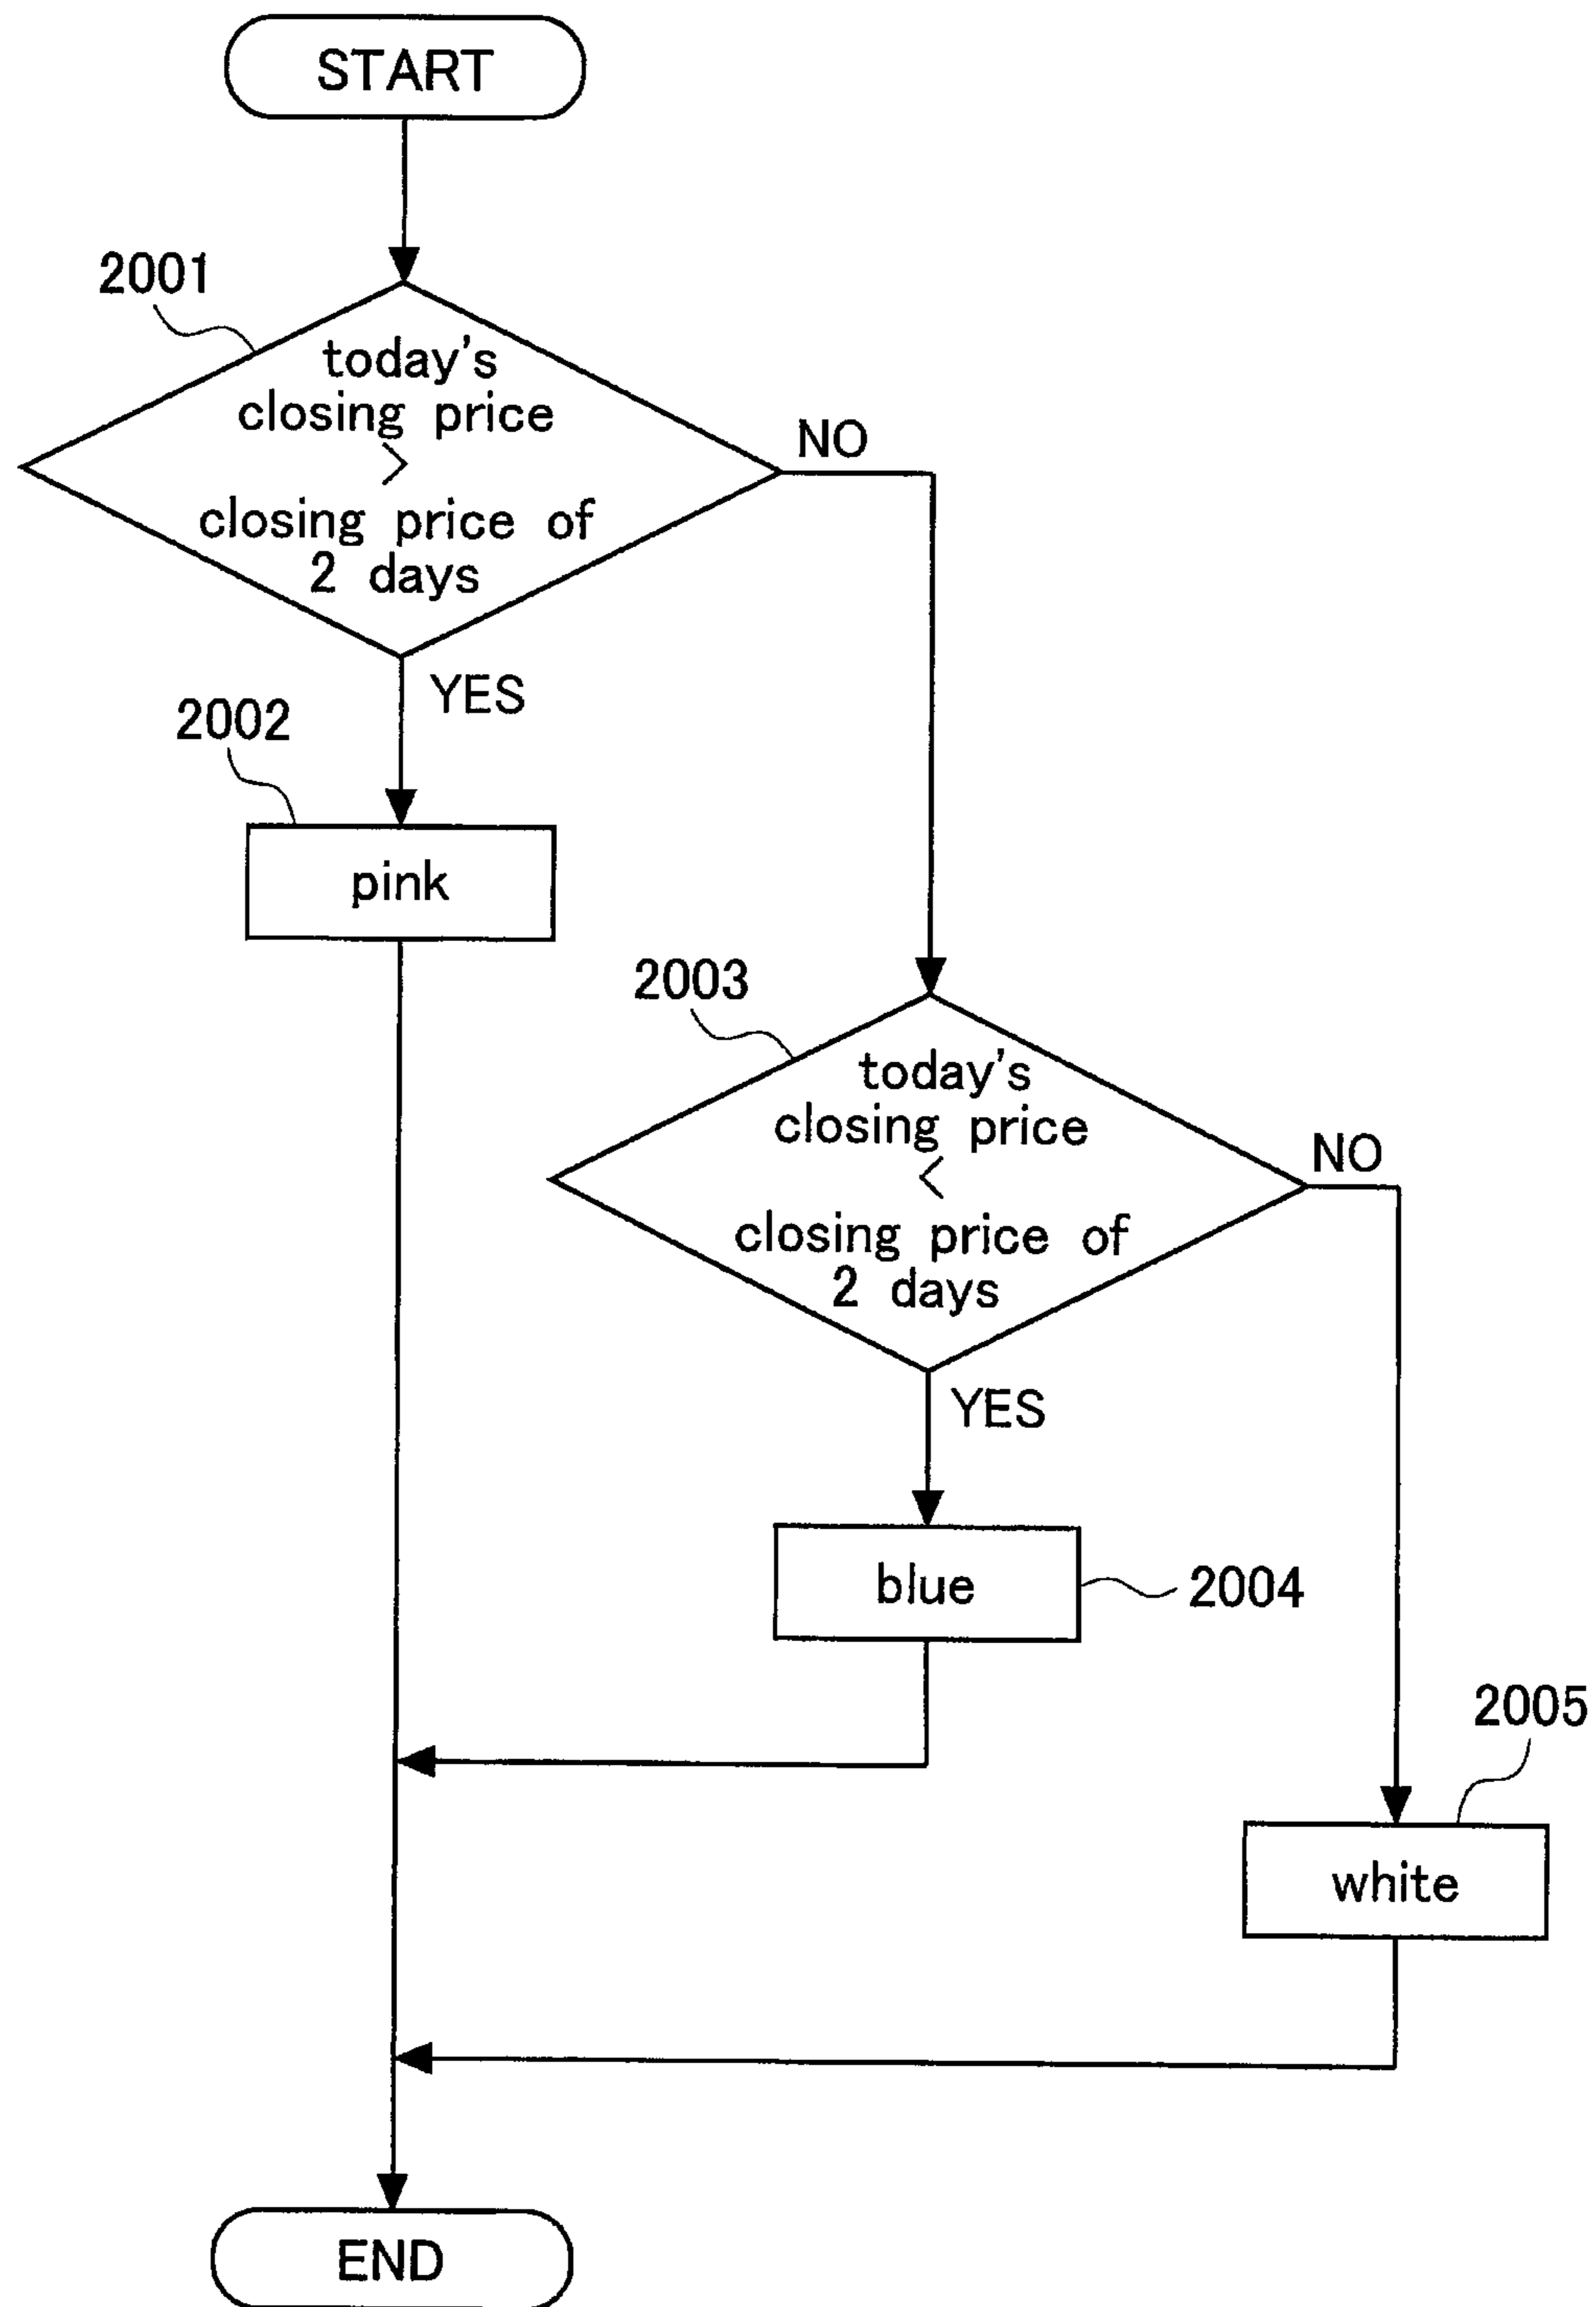 START
2001
today's
closing price
>
closing price of
2 days
NO
YES
2002
pink
2003
today's
closing price
<
closing price of
2 days
NO
YES
blue
2004
2005
white
END